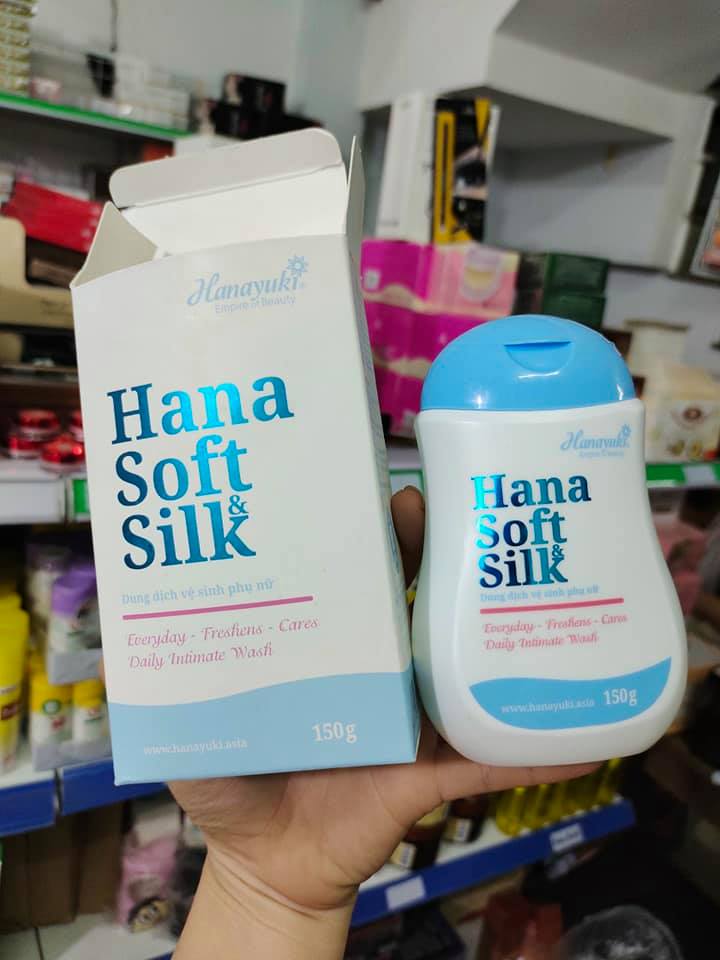 Hanayuki
Empire of Beauty
Hana
Soft
&
Silk
Dung dịch vệ sinh phụ nữ
Everyday - Freshens - Cares
Daily Intimate Wash
www.hanayuki.asia
150g
Hanayuki
Empire of Beauty
Hana
Soft
&
Silk
Dung dịch vệ sinh phụ nữ
Everyday - Freshens - Cares
Daily Intimate Wash
www.hanayuki.asia
150g